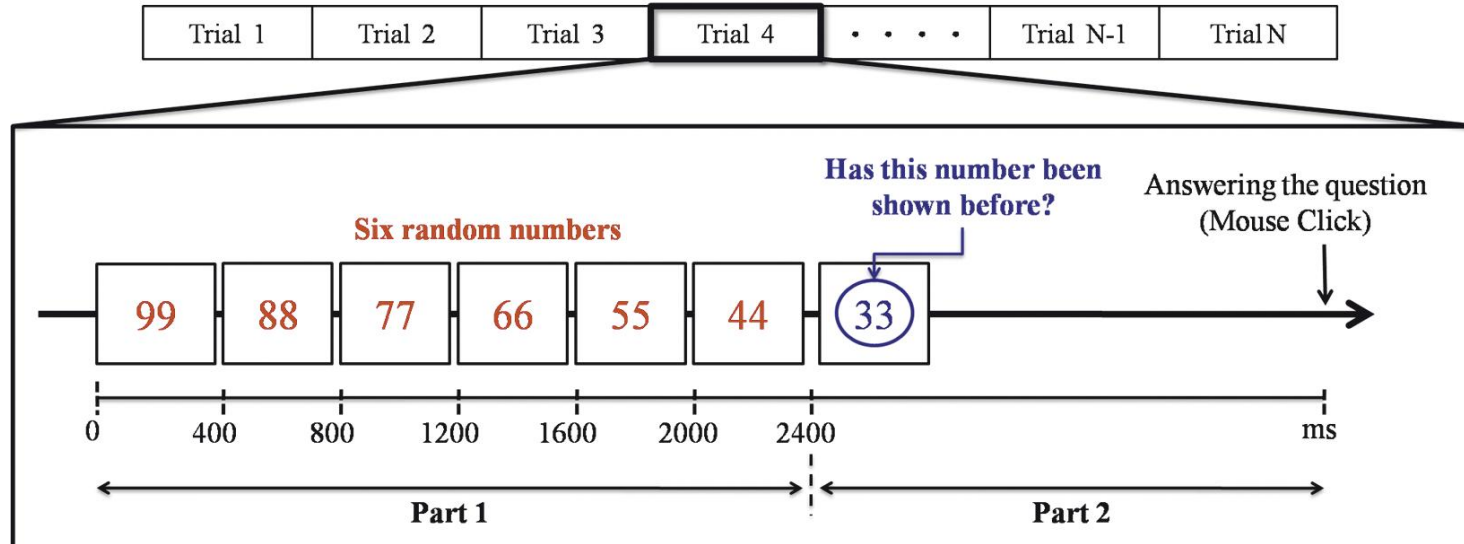 Trial 1 Trial 2 Trial 3 Trial 4 . . . . Trial N-1 Trial N
Has this number been
shown before?
Answering the question
(Mouse Click)
Six random numbers
99 88 77 66 55 44 33
0 400 800 1200 1600 2000 2400 ms
Part 1 Part 2